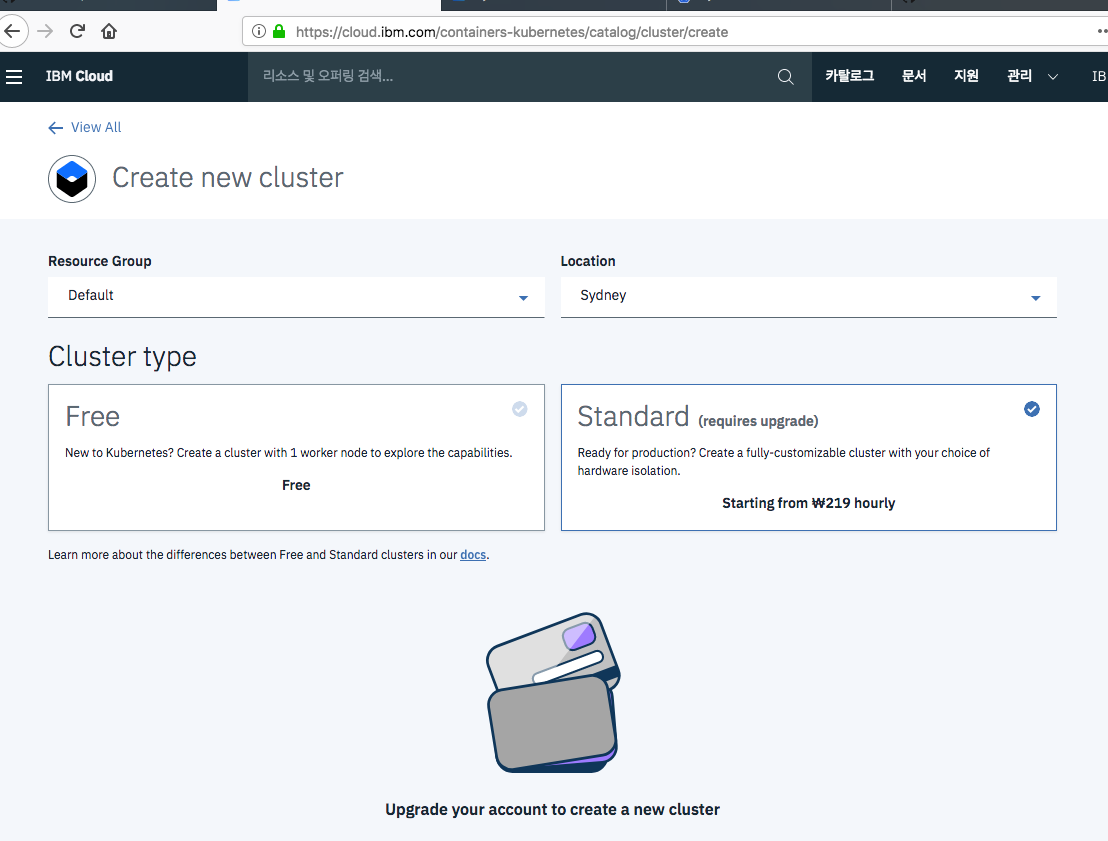 https://cloud.ibm.com/containers-kubernetes/catalog/cluster/create
IBM Cloud
리소스 및 오퍼링 검색...
카탈로그
문서
지원
관리
IB
← View All
Create new cluster
Resource Group
Location
Default
Sydney
Cluster type
Free
New to Kubernetes? Create a cluster with 1 worker node to explore the capabilities.
Free
Standard (requires upgrade)
Ready for production? Create a fully-customizable cluster with your choice of
hardware isolation.
Starting from ₩219 hourly
Learn more about the differences between Free and Standard clusters in our docs.
Upgrade your account to create a new cluster